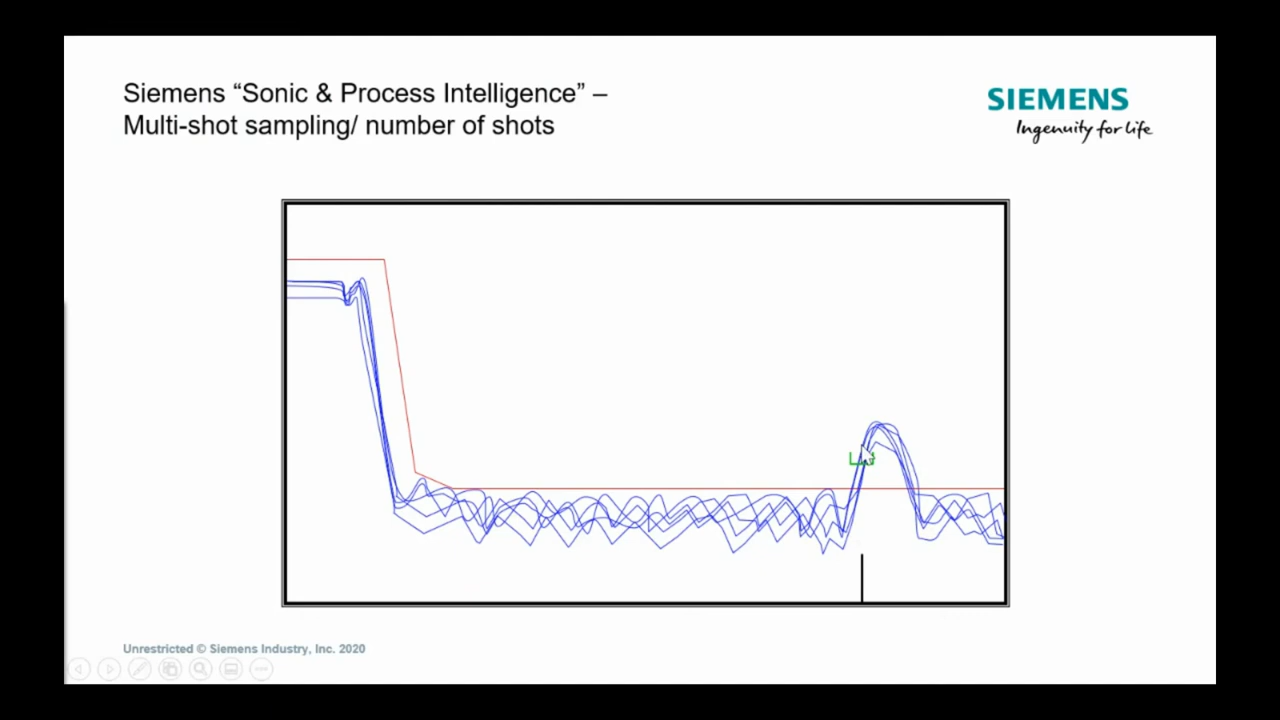 Siemens “Sonic & Process Intelligence” –
Multi-shot sampling/ number of shots
SIEMENS
Ingenuity for life
Unrestricted © Siemens Industry, Inc. 2020